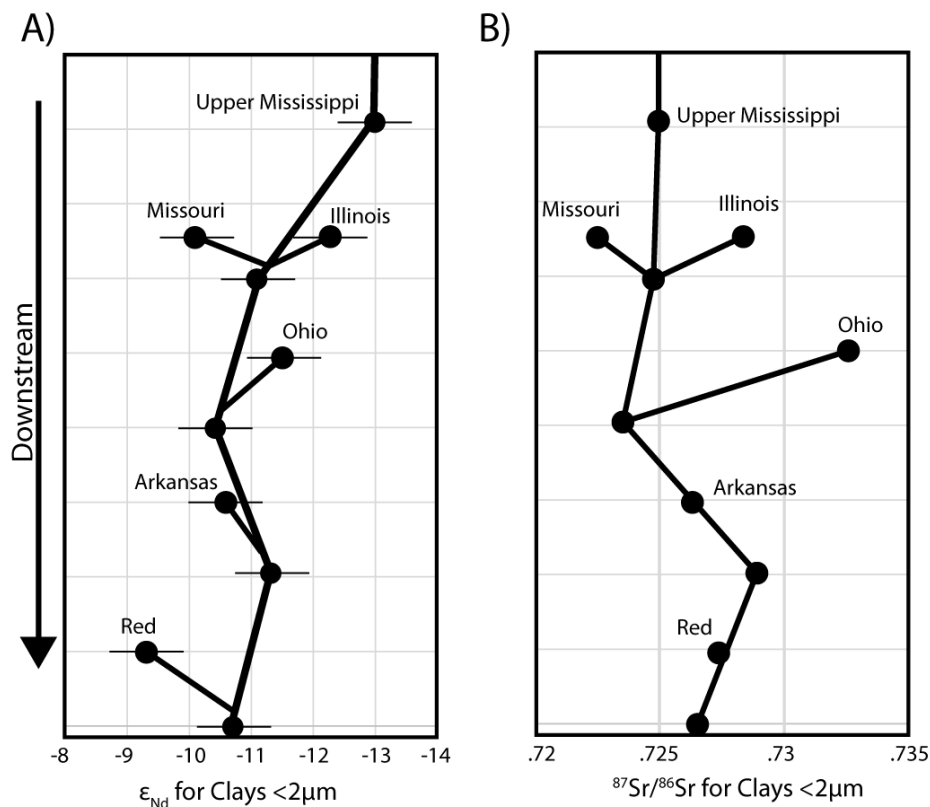 A)
-8
-9
-10
-11
-12
-13
-14
Upper Mississippi
Missouri
Illinois
Ohio
Arkansas
Red
Downstream
εNd for Clays <2μm
B)
Upper Mississippi
Missouri
Illinois
Ohio
Arkansas
Red
.72
.725
.73
.735
⁸⁷Sr/⁸⁶Sr for Clays <2μm